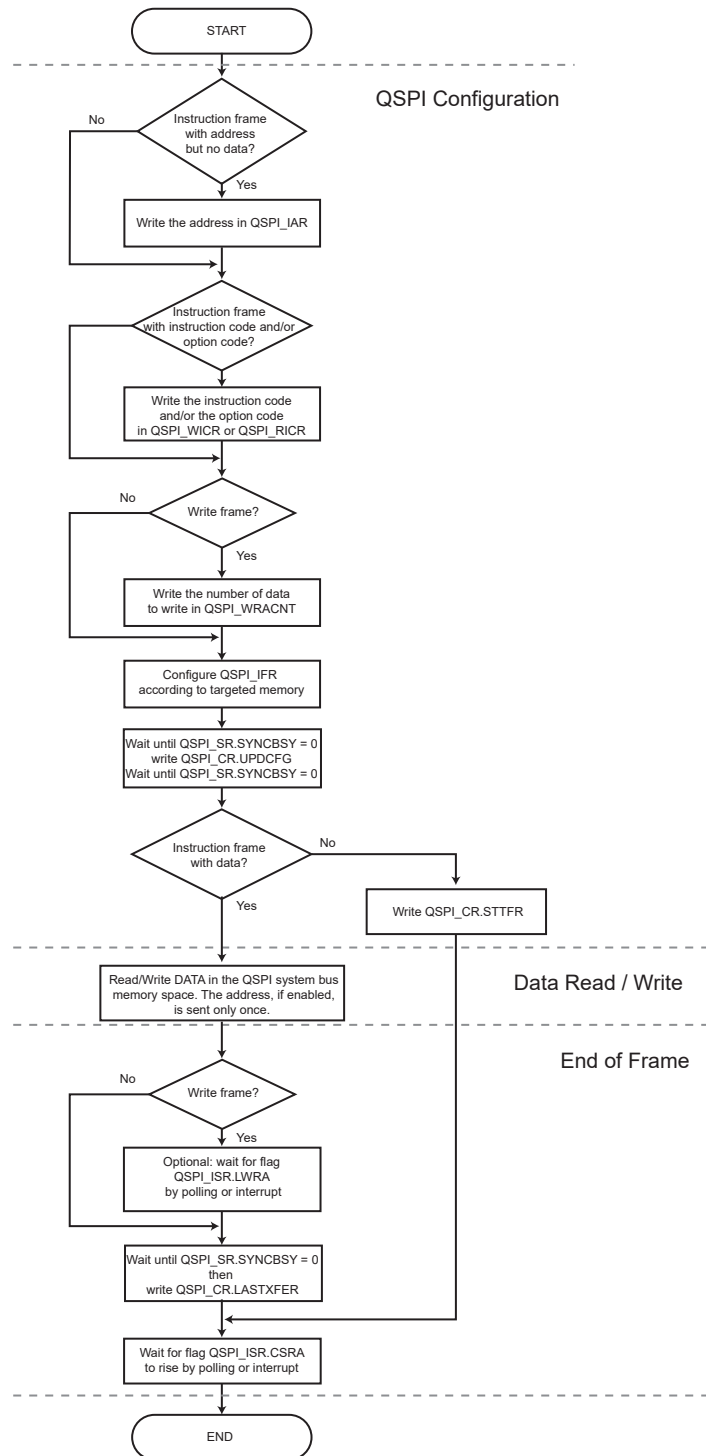 START
QSPI Configuration
Instruction frame
with address
but no data?
No
Yes
Write the address in QSPI_IAR
Instruction frame
with instruction code and/or
option code?
Write the instruction code
and/or the option code
in QSPI_WICR or QSPI_RICR
No
Write frame?
Yes
Write the number of data
to write in QSPI_WRACNT
Configure QSPI_IFR
according to targeted memory
Wait until QSPI_SR.SYNCBSY = 0
write QSPI_CR.UPDCFG
Wait until QSPI_SR.SYNCBSY = 0
Instruction frame
with data?
No
Yes
Write QSPI_CR.STTFR
Read/Write DATA in the QSPI system bus
memory space. The address, if enabled,
is sent only once.
Data Read / Write
End of Frame
No
Write frame?
Yes
Optional: wait for flag
QSPI_ISR.LWRA
by polling or interrupt
Wait until QSPI_SR.SYNCBSY = 0
then
write QSPI_CR.LASTXFER
Wait for flag QSPI_ISR.CSRA
to rise by polling or interrupt
END